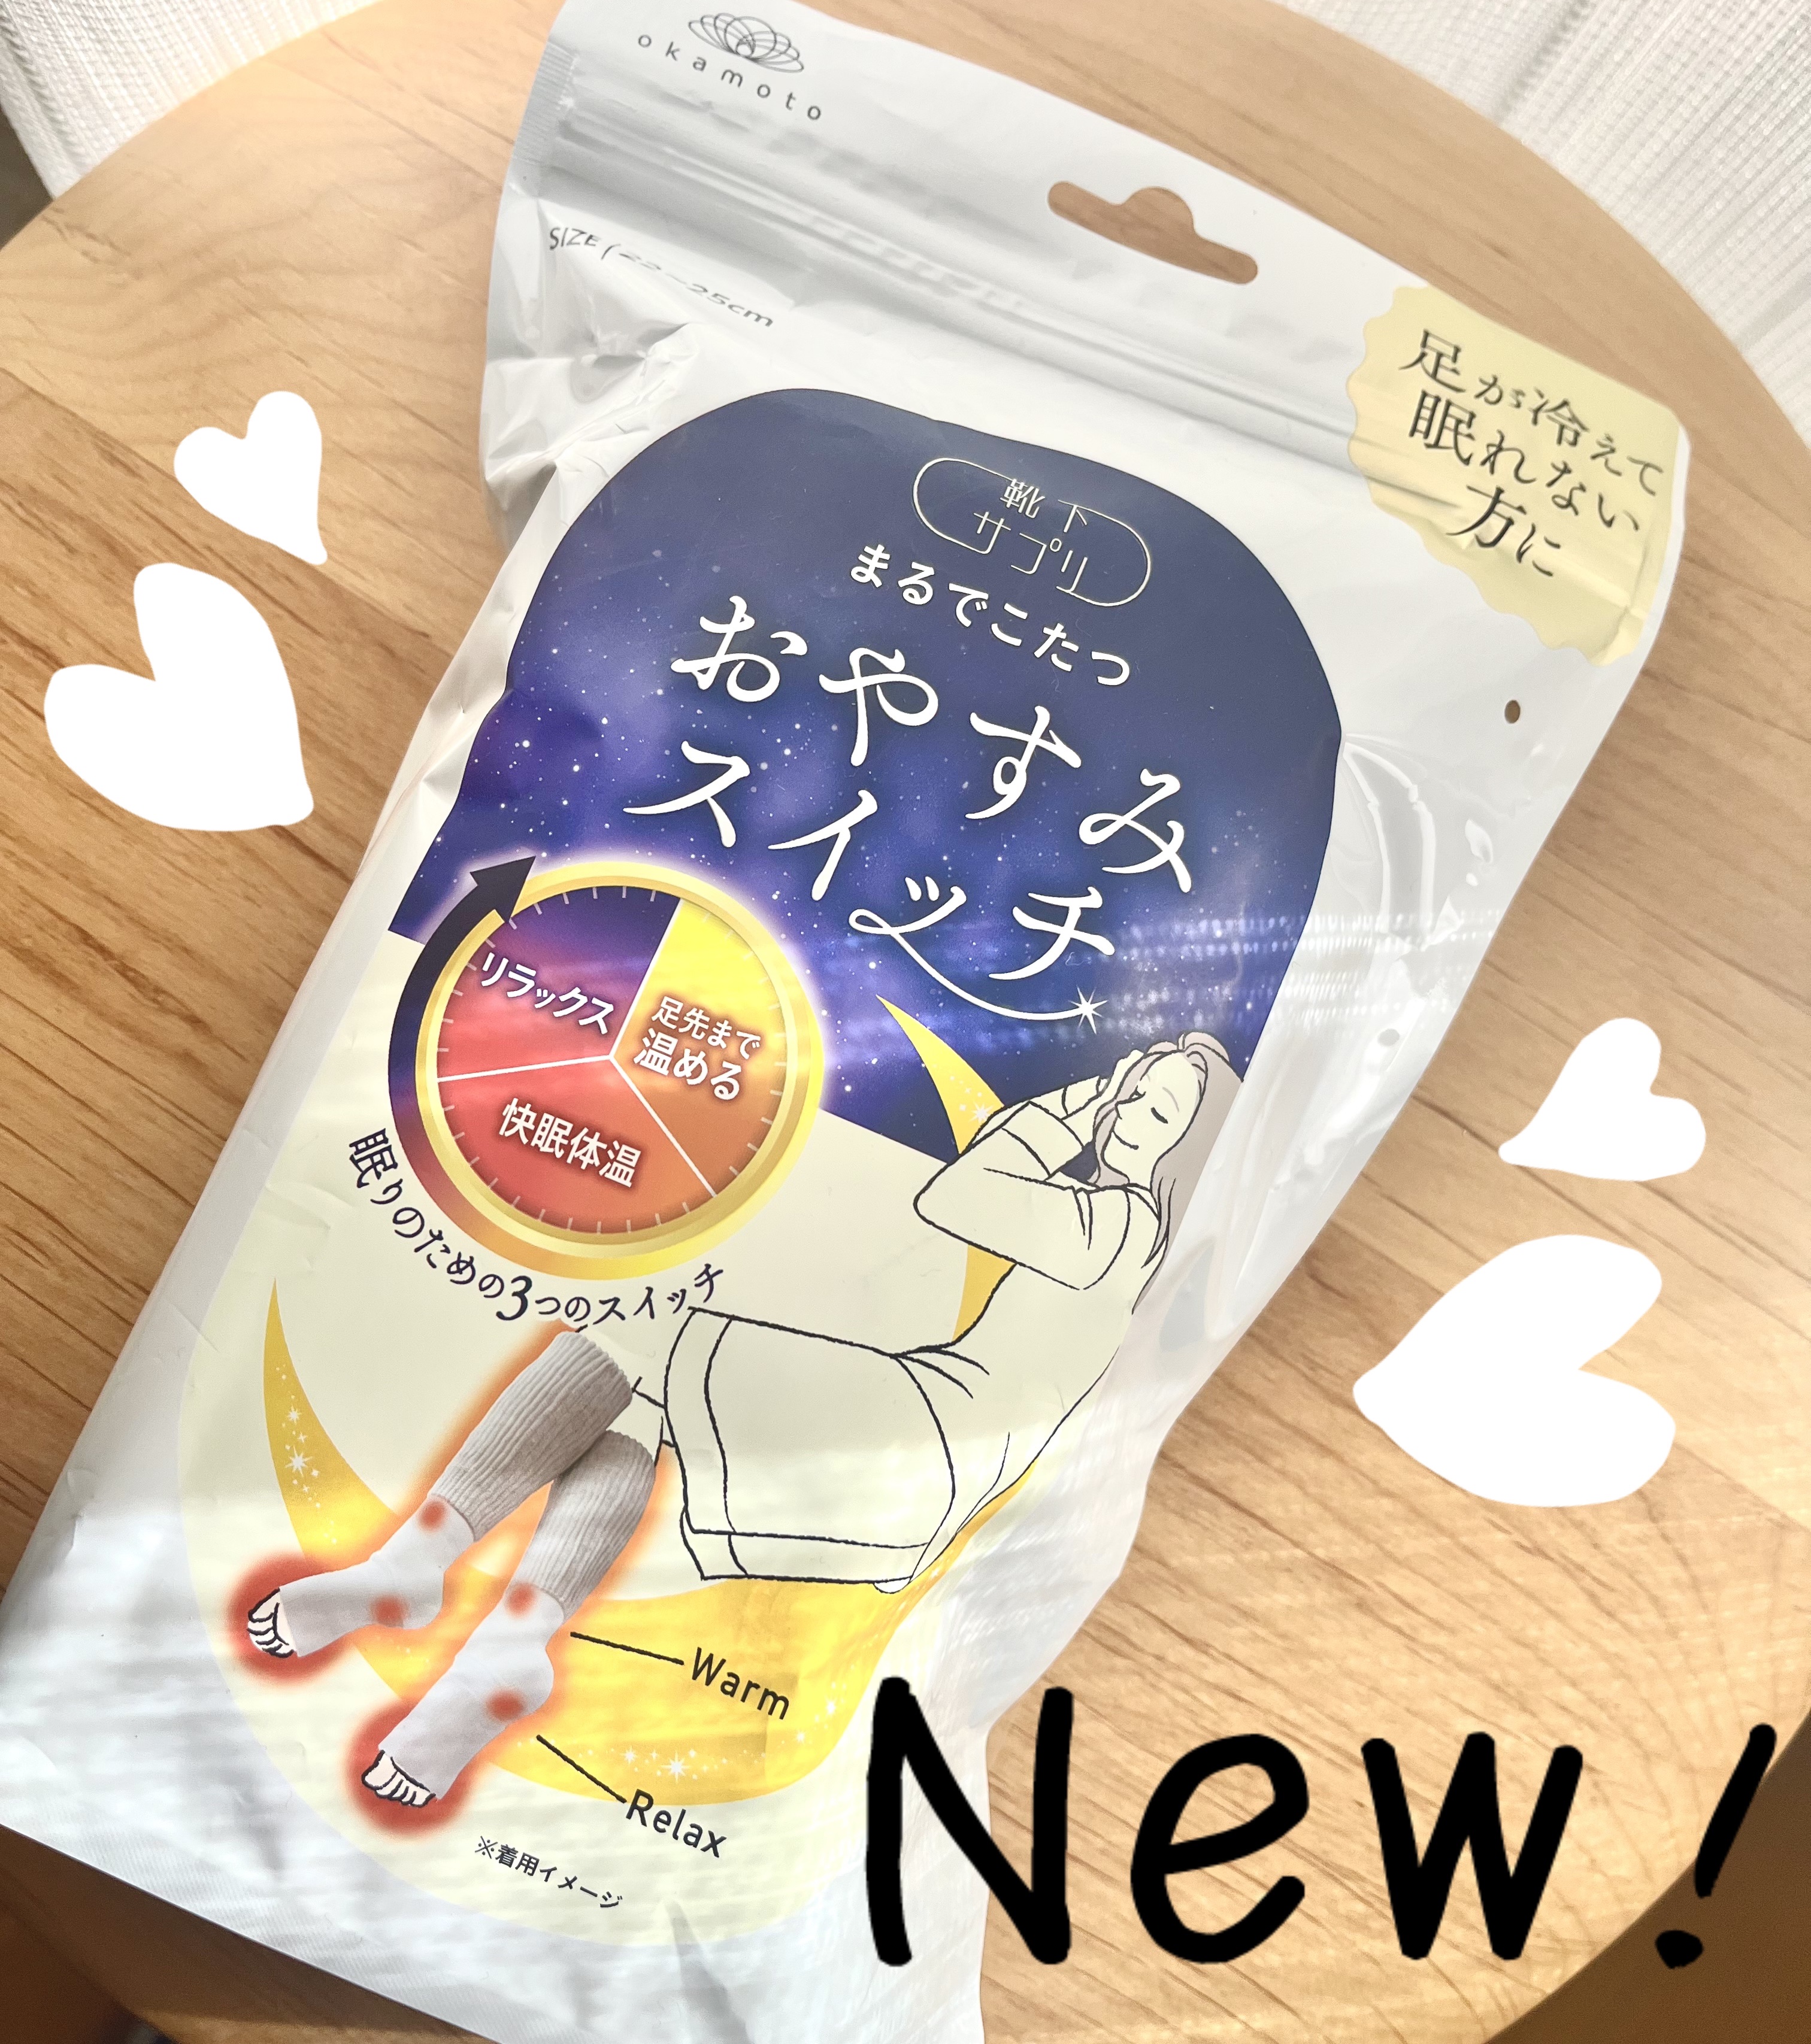 okamoto
SIZE / 22—25cm
足が冷えて
眠れない
方に
靴下
サプリ
まるでこたつ
おやすみ
スイッチ
リラックス
足先まで
温める
快眠体温
眠りのための3つのスイッチ
Warm
Relax
※着用イメージ
New!